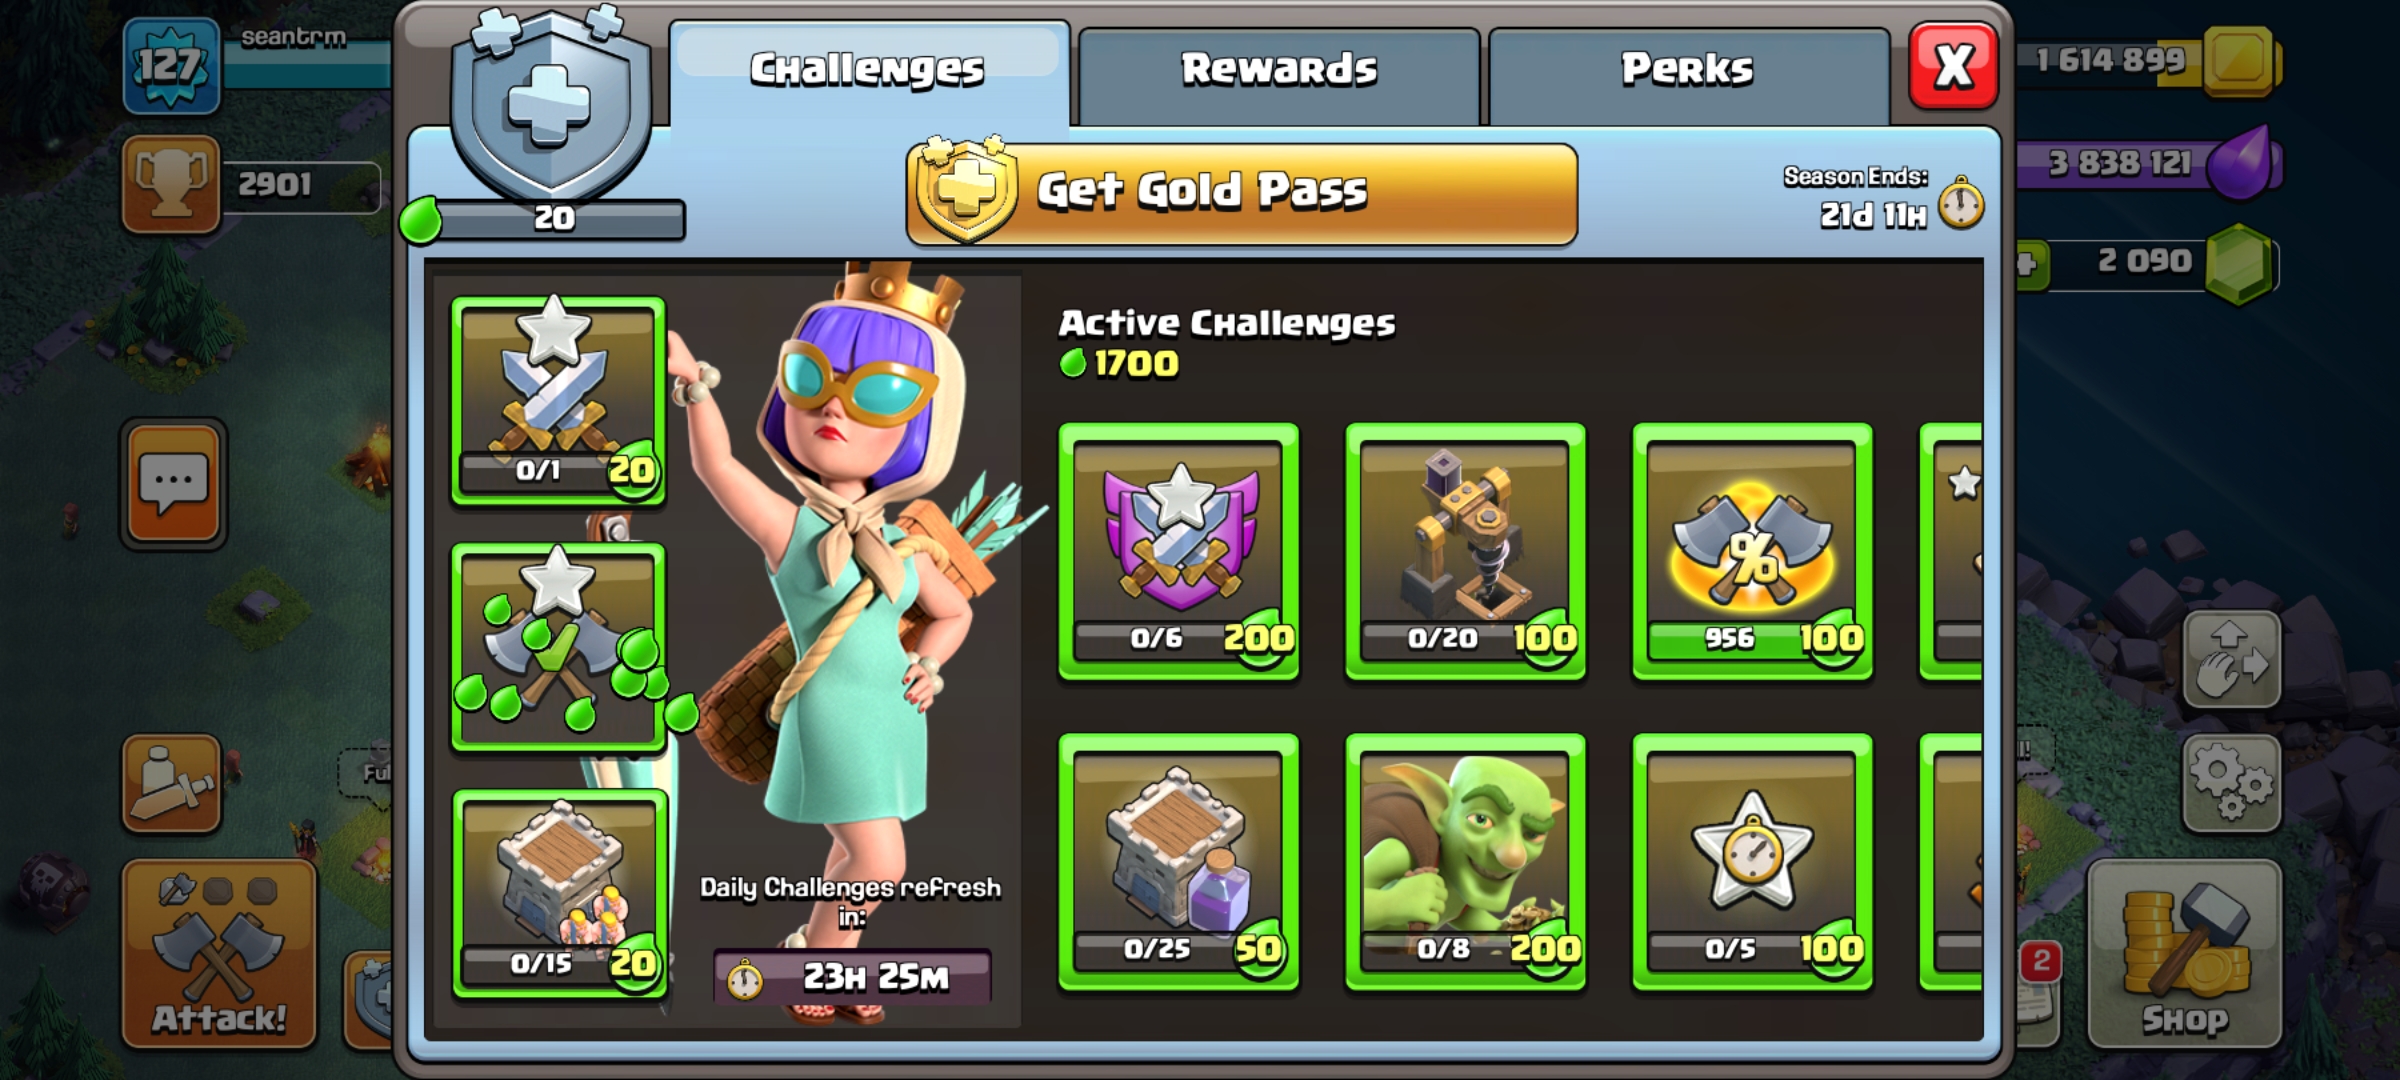 127
seantrm
2901
Challenges
Rewards
Perks
X
1 614 899
3 838 121
2 090
20
Get Gold Pass
Season Ends:
21d 11H
0/1
20
0/15
20
Daily Challenges refresh
in:
23H 25M
Active Challenges
1700
0/6
200
0/20
100
%
956
100
0/25
50
0/8
200
0/5
100
Attack!
2
Shop